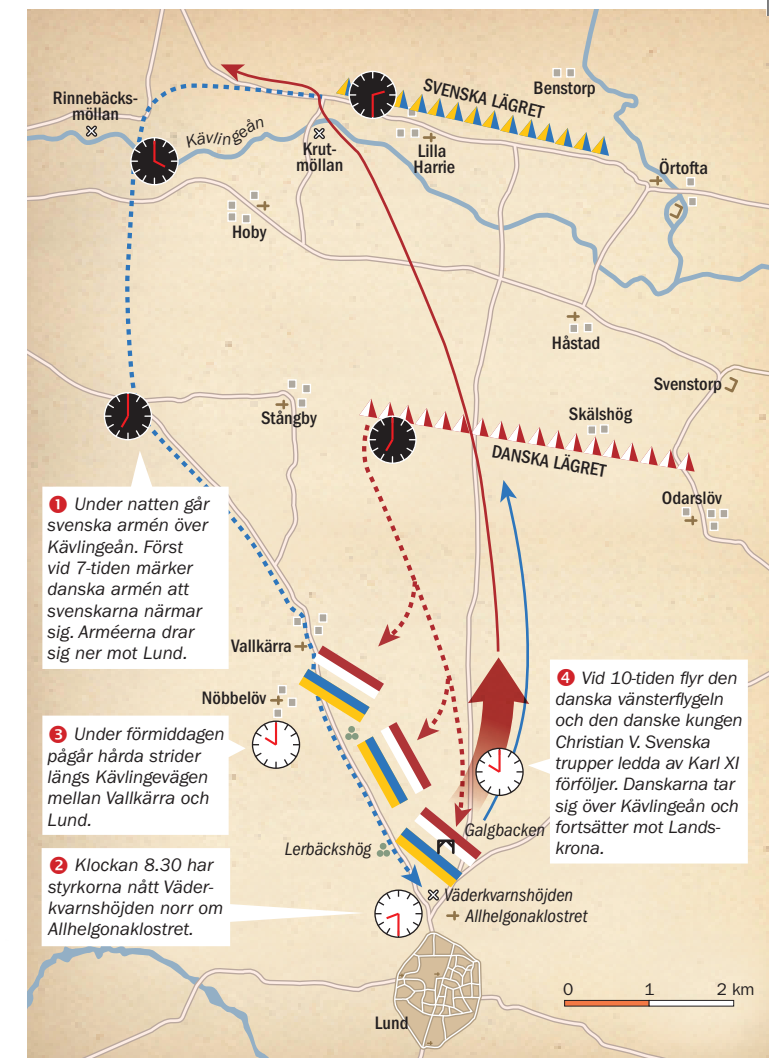 SVENSKA LÄGRET
Benstorp
Rinnebäcks-
möllan
Kävlingeån
Krut-
möllan
Lilla
Harrie
Örtofta
Hoby
Håstad
Svenstorp
Stångby
Skälshög
DANSKA LÄGRET
Odarslöv
1 Under natten går
svenska armén över
Kävlingeån. Först
vid 7-tiden märker
danska armén att
svenskarna närmar
sig. Arméerna drar
sig ner mot Lund.
Vallkärra
Nöbbelöv
4 Vid 10-tiden flyr den
danska vänsterflygeln
och den danske kungen
Christian V. Svenska
trupper ledda av Karl XI
förföljer. Danskarna tar
sig över Kävlingeån och
fortsätter mot Lands-
krona.
3 Under förmiddagen
pågår hårda strider
längs Kävlingevägen
mellan Vallkärra och
Lund.
Galgbacken
Lerbäckshög
2 Klockan 8.30 har
styrkorna nått Väder-
kvarnshöjden norr om
Allhelgonaklostret.
Väderkvarnshöjden
Allhelgonaklostret
0 1 2 km
Lund